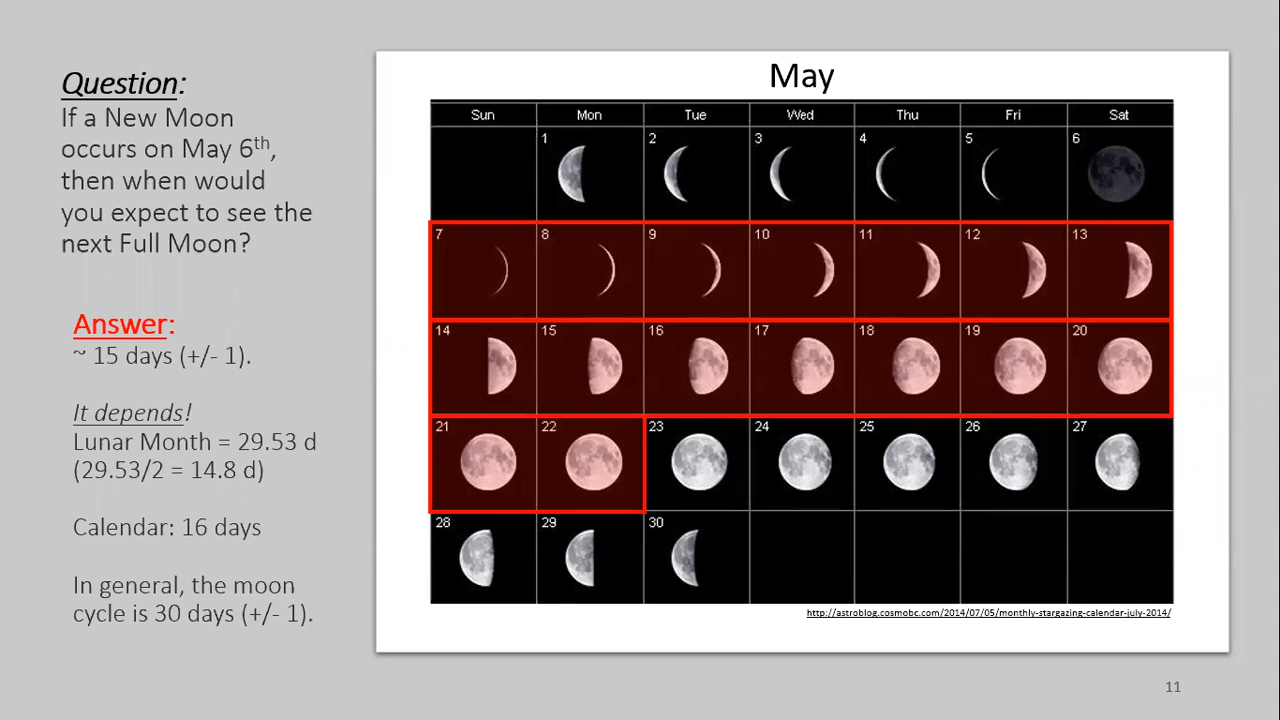 Question:
If a New Moon
occurs on May 6th,
then when would
you expect to see the
next Full Moon?
Answer:
~ 15 days (+/- 1).
It depends!
Lunar Month = 29.53 d
(29.53/2 = 14.8 d)
Calendar: 16 days
In general, the moon
cycle is 30 days (+/- 1).
May
Sun Mon Tue Wed Thu Fri Sat
1 2 3 4 5 6
7 8 9 10 11 12 13
14 15 16 17 18 19 20
21 22 23 24 25 26 27
28 29 30
http://astroblog.cosmobc.com/2014/07/05/monthly-stargazing-calendar-july-2014/
11